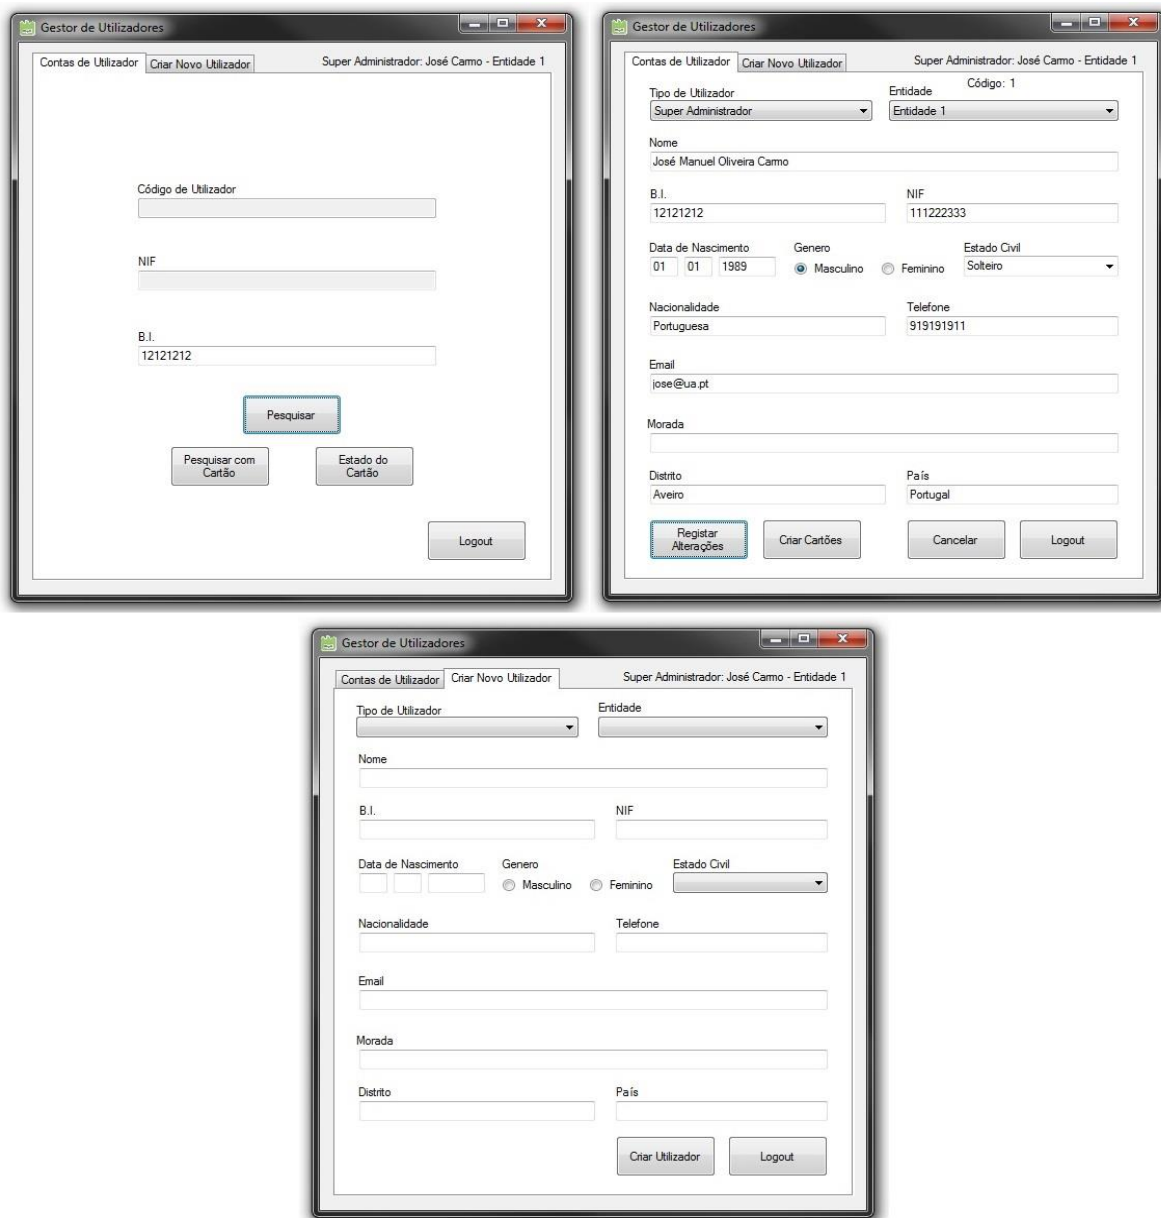 Gestor de Utilizadores
Contas de Utilizador Criar Novo Utilizador Super Administrador: José Carmo - Entidade 1
Código de Utilizador
NIF
B.I.
12121212
Pesquisar
Pesquisar com
Cartão
Estado do
Cartão
Logout
Gestor de Utilizadores
Contas de Utilizador Criar Novo Utilizador Super Administrador: José Carmo - Entidade 1
Código: 1
Tipo de Utilizador Entidade
Super Administrador Entidade 1
Nome
José Manuel Oliveira Carmo
B.I. NIF
12121212 111222333
Data de Nascimento Genero Estado Civil
01 01 1989 Masculino Feminino Solteiro
Nacionalidade Telefone
Portuguesa 919191911
Email
jose@ua.pt
Morada
Distrito País
Aveiro Portugal
Registar
Alterações
Criar Cartões Cancelar Logout
Gestor de Utilizadores
Contas de Utilizador Criar Novo Utilizador Super Administrador: José Carmo - Entidade 1
Tipo de Utilizador Entidade
Nome
B.I. NIF
Data de Nascimento Genero Estado Civil
Masculino Feminino
Nacionalidade Telefone
Email
Morada
Distrito País
Criar Utilizador Logout